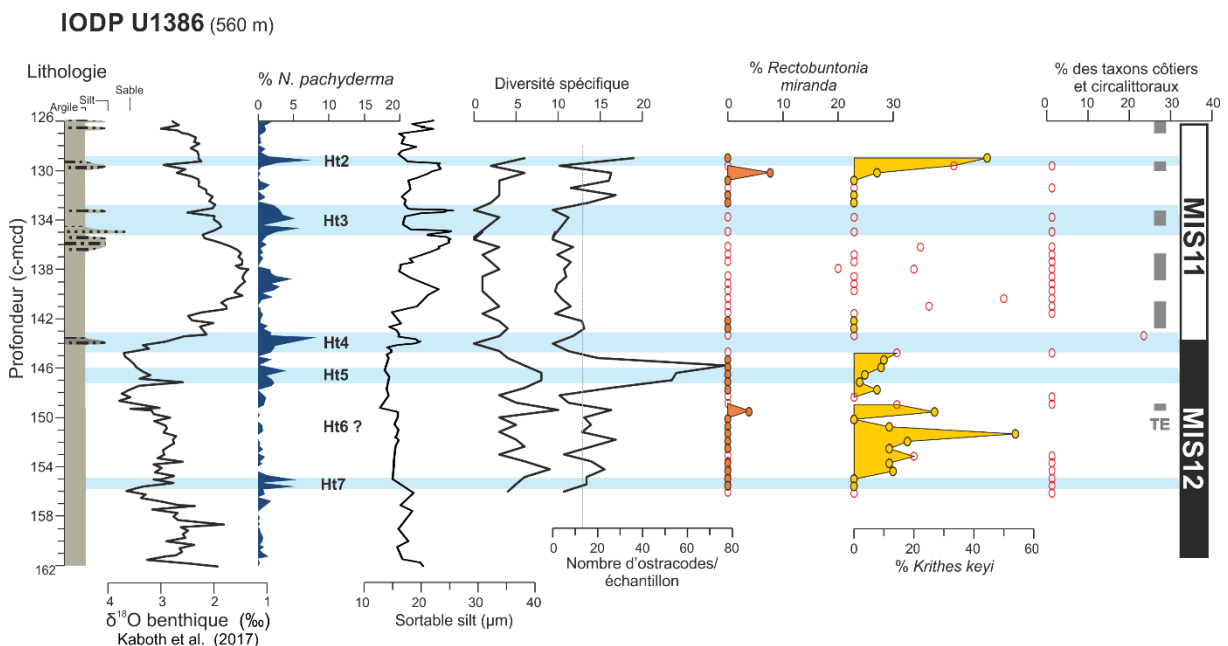 IODP U1386 (560 m)
Lithologie
Argile Silt Sable
% N. pachyderma
0 5 10 15 20
Diversité spécifique
0 10 20
% Rectobuntonia
miranda
0 30
% des taxons côtiers
et circalittoraux
0 10 20 30 40
Profondeur (c-mcd)
126
130
134
138
142
146
150
154
158
162
Ht2
Ht3
Ht4
Ht5
Ht6 ?
Ht7
TE
MIS11
MIS12
4 3 2 1
δ18O benthique (‰)
Kaboth et al. (2017)
10 20 30 40
Sortable silt (µm)
0 20 40 60 80
Nombre d'ostracodes/
échantillon
0 20 40 60
% Krithes keyi